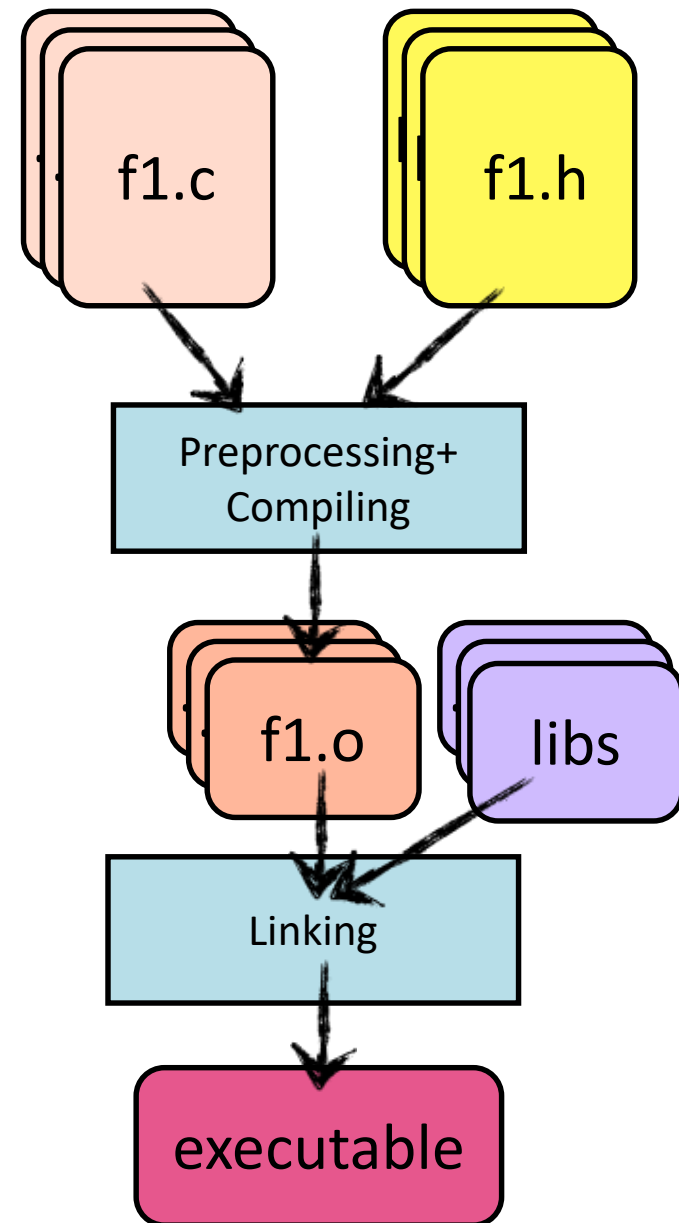 f1.c
f1.h
Preprocessing+
Compiling
f1.o
libs
Linking
executable